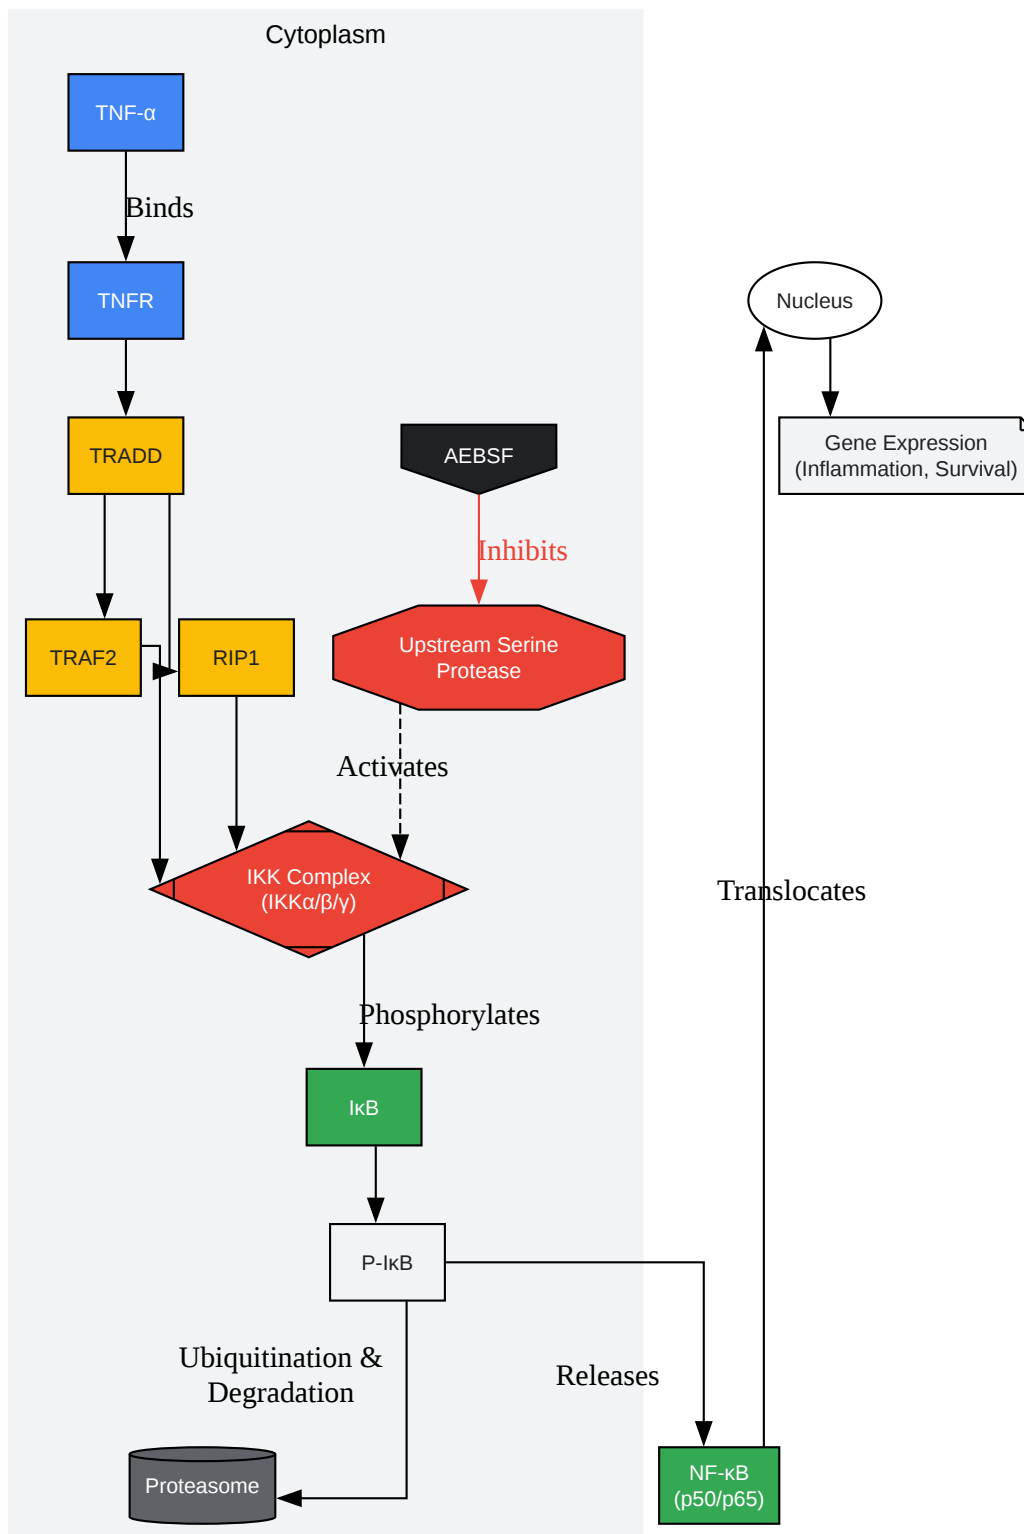 Cytoplasm
TNF-α
Binds
TNFR
Nucleus
TRADD
AEBSF
Gene Expression
(Inflammation, Survival)
Inhibits
TRAF2
RIP1
Upstream Serine
Protease
Activates
IKK Complex
(IKKα/β/γ)
Translocates
Phosphorylates
IκB
P-IκB
Ubiquitination &
Degradation
Releases
Proteasome
NF-κB
(p50/p65)